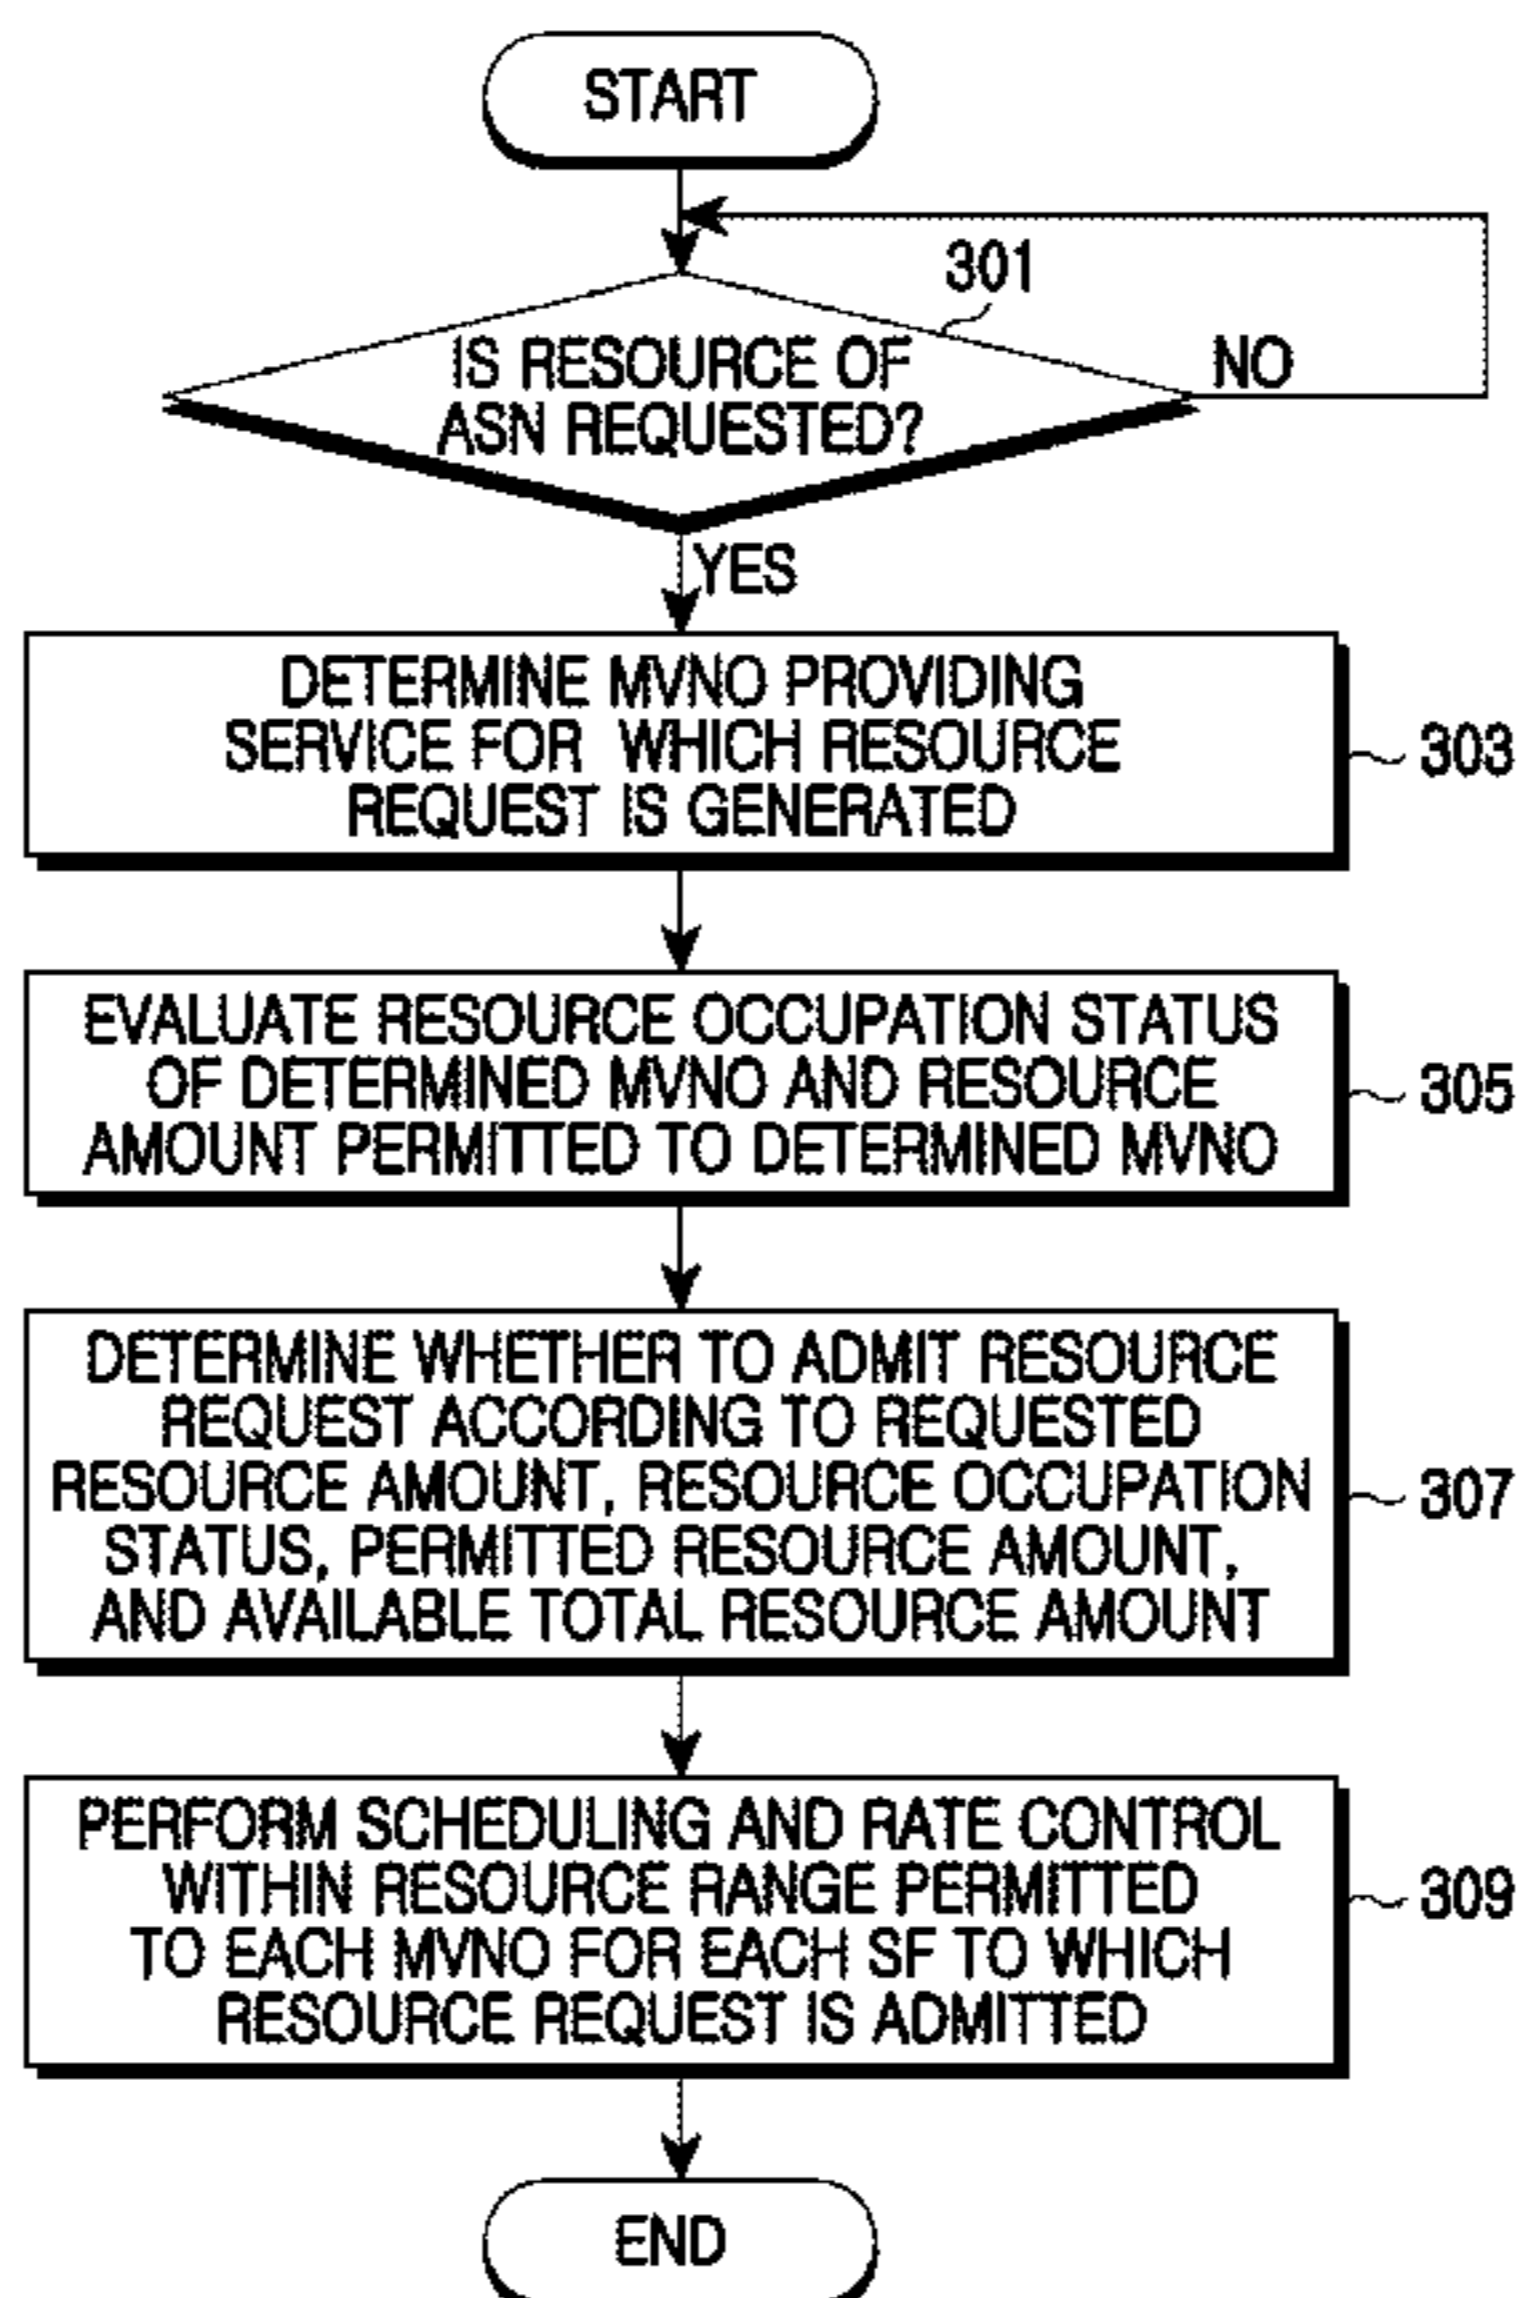 START
301
IS RESOURCE OF
ASN REQUESTED?
NO
YES
DETERMINE MVNO PROVIDING
SERVICE FOR WHICH RESOURCE
REQUEST IS GENERATED
303
EVALUATE RESOURCE OCCUPATION STATUS
OF DETERMINED MVNO AND RESOURCE
AMOUNT PERMITTED TO DETERMINED MVNO
305
DETERMINE WHETHER TO ADMIT RESOURCE
REQUEST ACCORDING TO REQUESTED
RESOURCE AMOUNT, RESOURCE OCCUPATION
STATUS, PERMITTED RESOURCE AMOUNT,
AND AVAILABLE TOTAL RESOURCE AMOUNT
307
PERFORM SCHEDULING AND RATE CONTROL
WITHIN RESOURCE RANGE PERMITTED
TO EACH MVNO FOR EACH SF TO WHICH
RESOURCE REQUEST IS ADMITTED
309
END